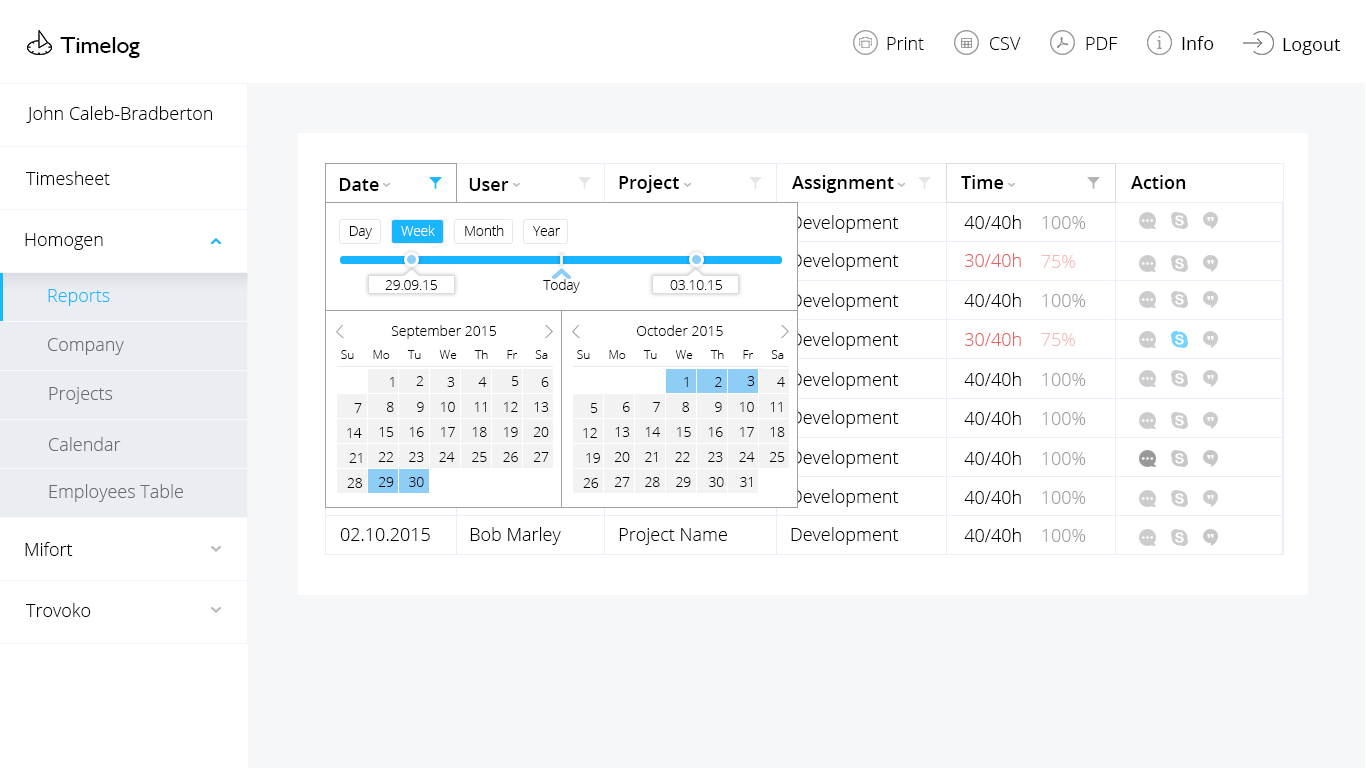 Timelog
Print CSV PDF Info Logout
John Caleb-Bradberton
Timesheet
Homogen
Reports
Company
Projects
Calendar
Employees Table
Mifort
Trovoko
Date User Project Assignment Time Action
Day Week Month Year
29.09.15 Today 03.10.15
September 2015
Su Mo Tu We Th Fr Sa
1 2 3 4 5 6
7 8 9 10 11 12 13
14 15 16 17 18 19 20
21 22 23 24 25 26 27
28 29 30
Octoder 2015
Su Mo Tu We Th Fr Sa
1 2 3 4
5 6 7 8 9 10 11
12 13 14 15 16 17 18
19 20 21 22 23 24 25
26 27 28 29 30 31
Development 40/40h 100%
Development 30/40h 75%
Development 40/40h 100%
Development 30/40h 75%
Development 40/40h 100%
Development 40/40h 100%
Development 40/40h 100%
Development 40/40h 100%
02.10.2015 Bob Marley Project Name Development 40/40h 100%